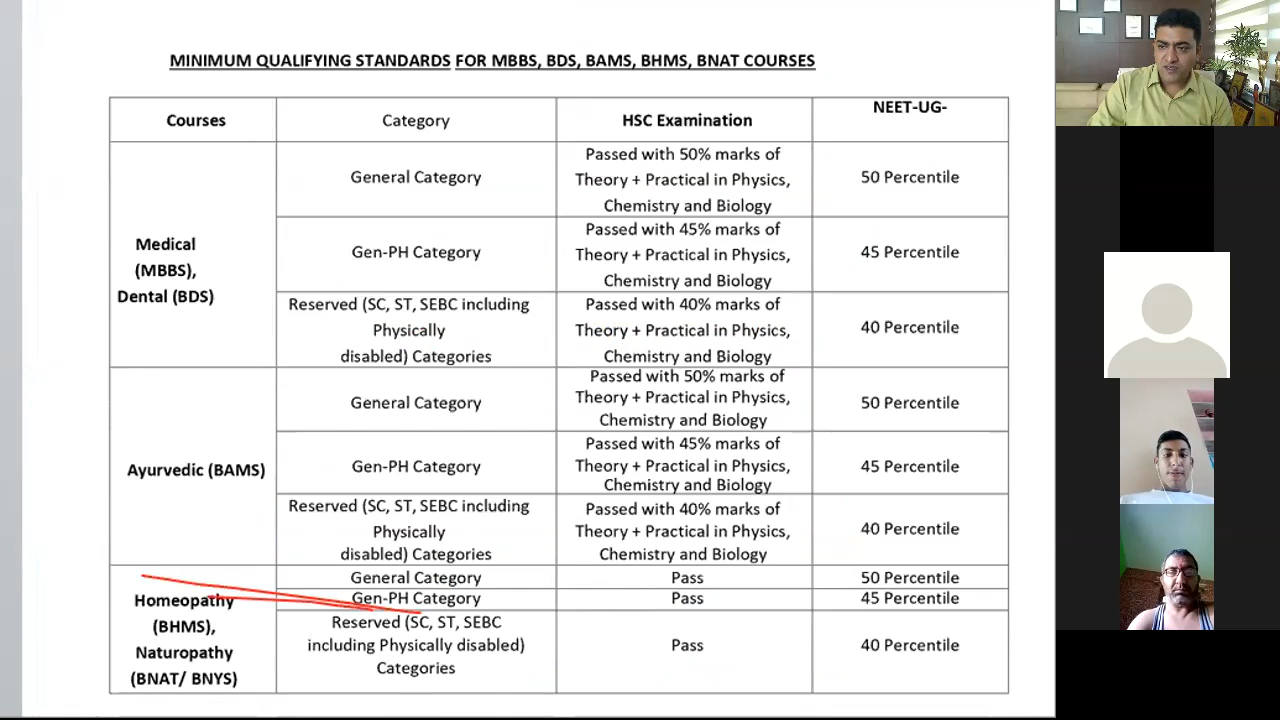 MINIMUM QUALIFYING STANDARDS FOR MBBS, BDS, BAMS, BHMS, BNAT COURSES
Courses
Category
HSC Examination
NEET-UG-
Medical
(MBBS),
Dental (BDS)
General Category
Passed with 50% marks of
Theory + Practical in Physics,
Chemistry and Biology
50 Percentile
Gen-PH Category
Passed with 45% marks of
Theory + Practical in Physics,
Chemistry and Biology
45 Percentile
Reserved (SC, ST, SEBC including
Physically
disabled) Categories
Passed with 40% marks of
Theory + Practical in Physics,
Chemistry and Biology
40 Percentile
Ayurvedic (BAMS)
General Category
Passed with 50% marks of
Theory + Practical in Physics,
Chemistry and Biology
50 Percentile
Gen-PH Category
Passed with 45% marks of
Theory + Practical in Physics,
Chemistry and Biology
45 Percentile
Reserved (SC, ST, SEBC including
Physically
disabled) Categories
Passed with 40% marks of
Theory + Practical in Physics,
Chemistry and Biology
40 Percentile
Homeopathy
(BHMS),
Naturopathy
(BNAT/ BNYS)
General Category
Pass
50 Percentile
Gen-PH Category
Pass
45 Percentile
Reserved (SC, ST, SEBC
including Physically disabled)
Categories
Pass
40 Percentile